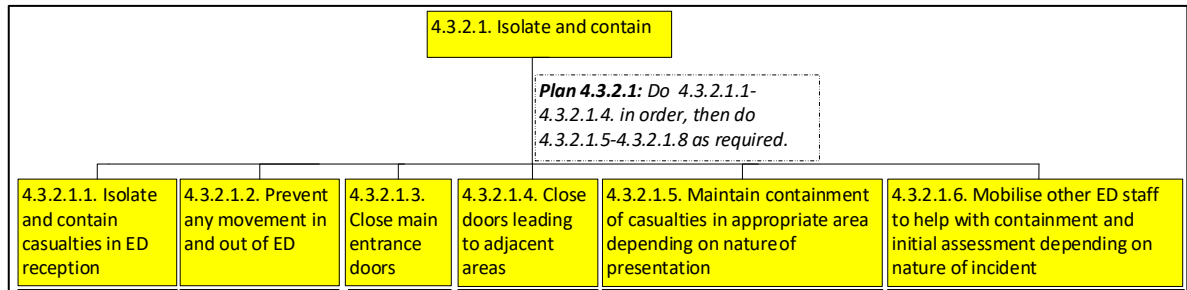 4.3.2.1. Isolate and contain
Plan 4.3.2.1: Do 4.3.2.1.1-
4.3.2.1.4. in order, then do
4.3.2.1.5-4.3.2.1.8 as required.
4.3.2.1.1. Isolate
and contain
casualties in ED
reception
4.3.2.1.2. Prevent
any movement in
and out of ED
4.3.2.1.3.
Close main
entrance
doors
4.3.2.1.4. Close
doors leading
to adjacent
areas
4.3.2.1.5. Maintain containment
of casualties in appropriate area
depending on nature of
presentation
4.3.2.1.6. Mobilise other ED staff
to help with containment and
initial assessment depending on
nature of incident